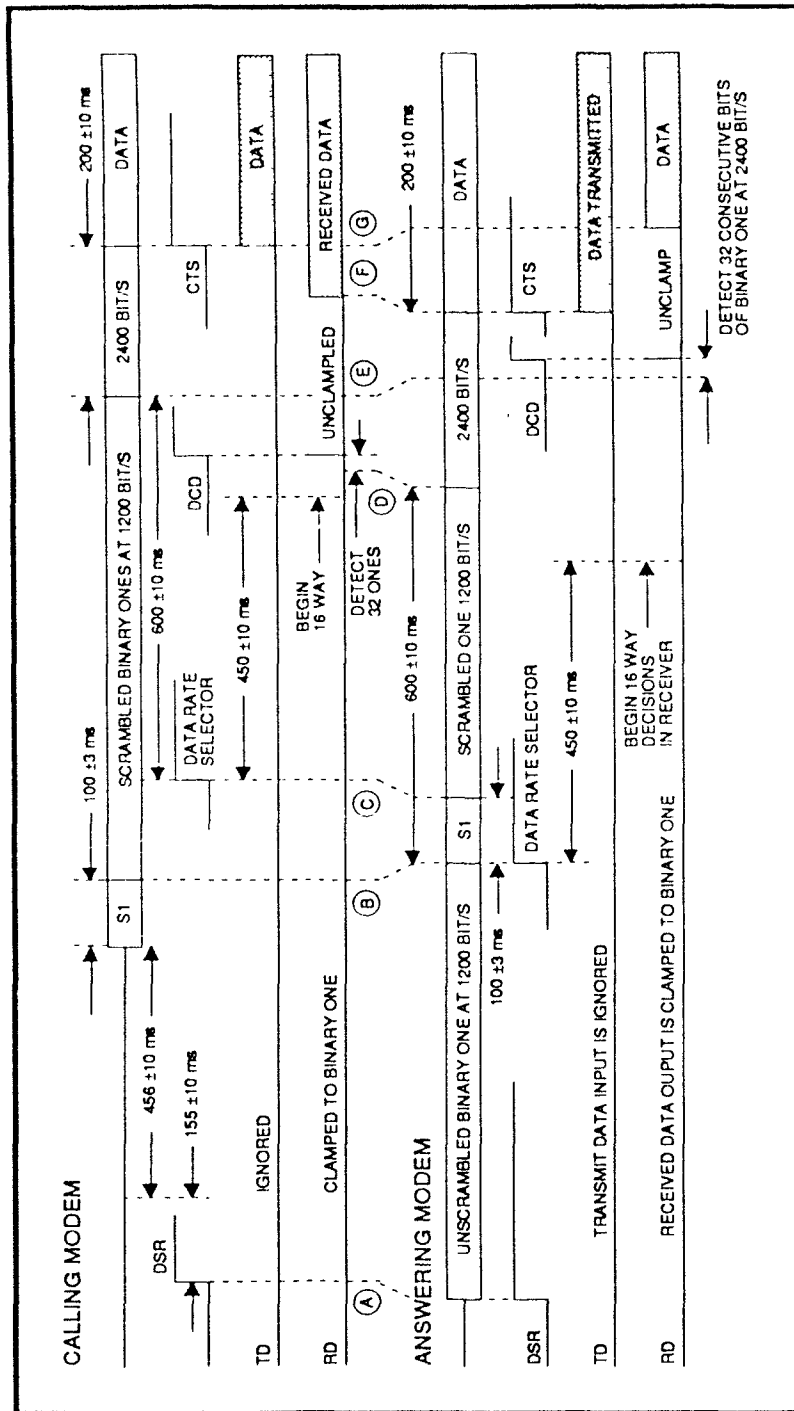 CALLING MODEM
100 ±3 ms
200 ±10 ms
S1
SCRAMBLED BINARY ONES AT 1200 BIT/S
2400 BIT/S
DATA
456 ±10 ms
600 ±10 ms
155 ±10 ms
DSR
DATA RATE
SELECTOR
DCD
CTS
450 ±10 ms
TD
IGNORED
DATA
BEGIN
16 WAY
RD
CLAMPED TO BINARY ONE
UNCLAMPLED
RECEIVED DATA
DETECT
32 ONES
A
B
C
D
E
F
G
ANSWERING MODEM
600 ±10 ms
200 ±10 ms
UNSCRAMBLED BINARY ONE AT 1200 BIT/S
S1
SCRAMBLED ONE 1200 BIT/S
2400 BIT/S
DATA
100 ±3 ms
DSR
DATA RATE SELECTOR
DCD
CTS
450 ±10 ms
TD
TRANSMIT DATA INPUT IS IGNORED
DATA TRANSMITTED
BEGIN 16 WAY
DECISIONS
IN RECEIVER
RD
RECEIVED DATA OUPUT IS CLAMPED TO BINARY ONE
UNCLAMP
DATA
DETECT 32 CONSECUTIVE BITS
OF BINARY ONE AT 2400 BIT/S